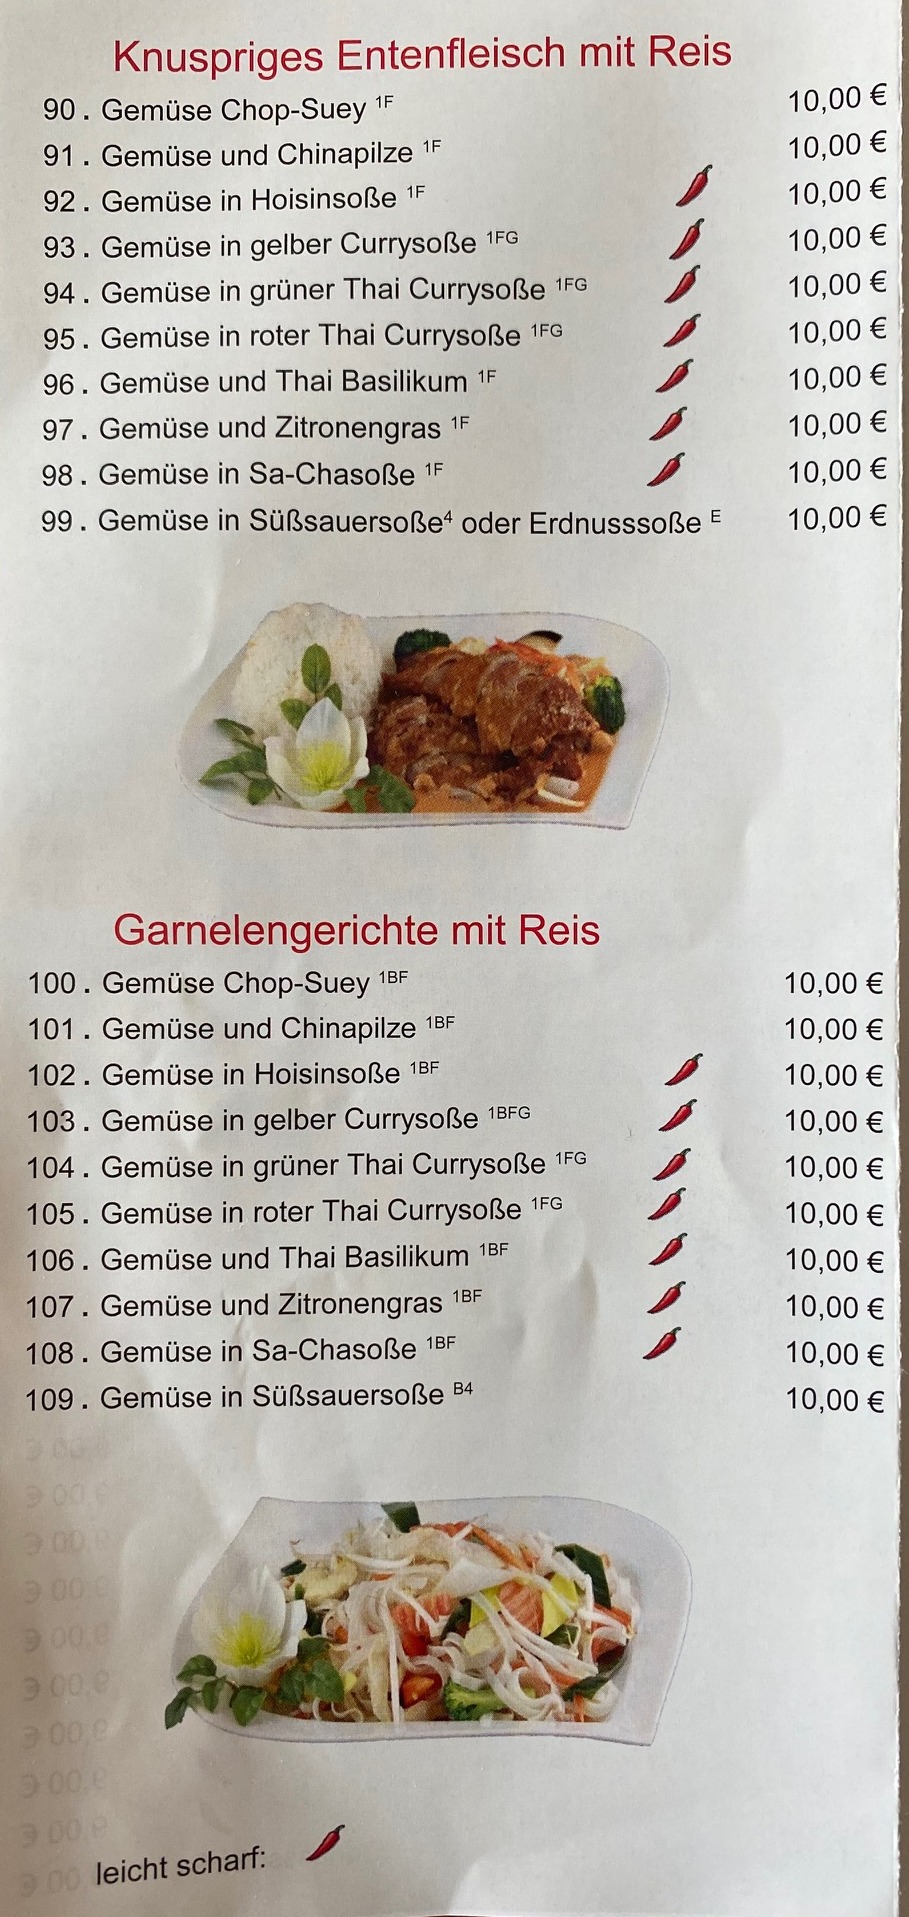 Knuspriges Entenfleisch mit Reis
90. Gemüse Chop-Suey 1F 10,00 €
91. Gemüse und Chinapilze 1F 10,00 €
92. Gemüse in Hoisinsoße 1F 10,00 €
93. Gemüse in gelber Currysoße 1FG 10,00 €
94. Gemüse in grüner Thai Currysoße 1FG 10,00 €
95. Gemüse in roter Thai Currysoße 1FG 10,00 €
96. Gemüse und Thai Basilikum 1F 10,00 €
97. Gemüse und Zitronengras 1F 10,00 €
98. Gemüse in Sa-Chasoße 1F 10,00 €
99. Gemüse in Süßsauersoße4 oder Erdnusssoße E 10,00 €
Garnelengerichte mit Reis
100. Gemüse Chop-Suey 1BF 10,00 €
101. Gemüse und Chinapilze 1BF 10,00 €
102. Gemüse in Hoisinsoße 1BF 10,00 €
103. Gemüse in gelber Currysoße 1BFG 10,00 €
104. Gemüse in grüner Thai Currysoße 1FG 10,00 €
105. Gemüse in roter Thai Currysoße 1FG 10,00 €
106. Gemüse und Thai Basilikum 1BF 10,00 €
107. Gemüse und Zitronengras 1BF 10,00 €
108. Gemüse in Sa-Chasoße 1BF 10,00 €
109. Gemüse in Süßsauersoße B4 10,00 €
leicht scharf: